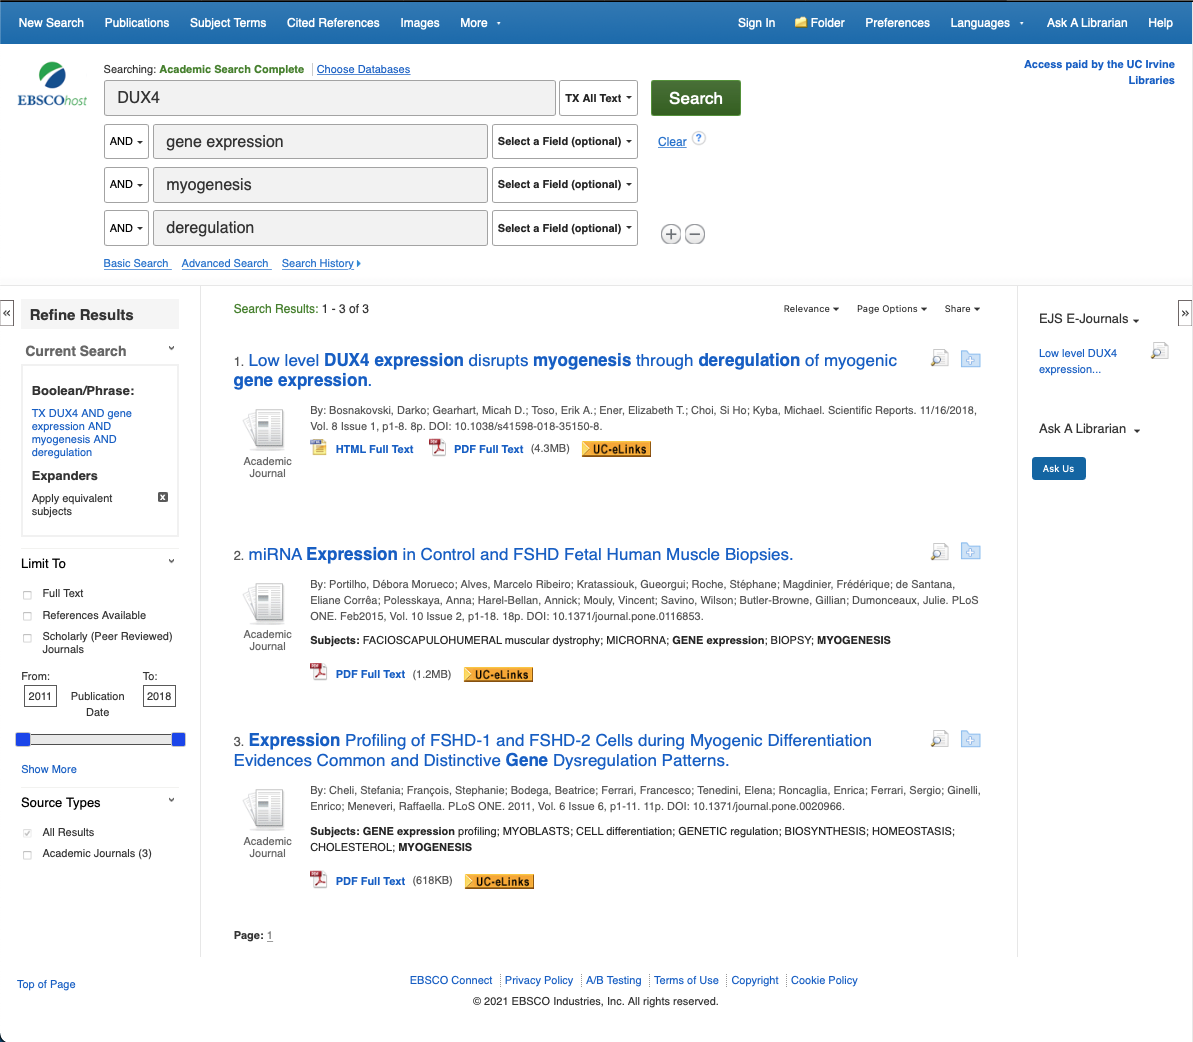 New Search Publications Subject Terms Cited References Images More Sign In Folder Preferences Languages Ask A Librarian Help
Searching: Academic Search Complete Choose Databases
Access paid by the UC Irvine
Libraries
EBSCOhost
DUX4 TX All Text Search
AND gene expression Select a Field (optional) Clear ?
AND myogenesis Select a Field (optional)
AND deregulation Select a Field (optional) + −
Basic Search Advanced Search Search History
«
Refine Results
Current Search
Boolean/Phrase:
TX DUX4 AND gene
expression AND
myogenesis AND
deregulation
Expanders
Apply equivalent x
subjects
Limit To
Full Text
References Available
Scholarly (Peer Reviewed)
Journals
From: To:
2011 Publication 2018
Date
Show More
Source Types
All Results
Academic Journals (3)
Search Results: 1 - 3 of 3 Relevance Page Options Share
1. Low level DUX4 expression disrupts myogenesis through deregulation of myogenic
gene expression.
By: Bosnakovski, Darko; Gearhart, Micah D.; Toso, Erik A.; Ener, Elizabeth T.; Choi, Si Ho; Kyba, Michael. Scientific Reports. 11/16/2018,
Vol. 8 Issue 1, p1-8. 8p. DOI: 10.1038/s41598-018-35150-8.
HTML Full Text PDF Full Text (4.3MB) UC-eLinks
Academic
Journal
2. miRNA Expression in Control and FSHD Fetal Human Muscle Biopsies.
By: Portilho, Débora Morueco; Alves, Marcelo Ribeiro; Kratassiouk, Gueorgui; Roche, Stéphane; Magdinier, Frédérique; de Santana,
Eliane Corrêa; Polesskaya, Anna; Harel-Bellan, Annick; Mouly, Vincent; Savino, Wilson; Butler-Browne, Gillian; Dumonceaux, Julie. PLoS
ONE. Feb2015, Vol. 10 Issue 2, p1-18. 18p. DOI: 10.1371/journal.pone.0116853.
Academic
Journal
Subjects: FACIOSCAPULOHUMERAL muscular dystrophy; MICRORNA; GENE expression; BIOPSY; MYOGENESIS
PDF Full Text (1.2MB) UC-eLinks
3. Expression Profiling of FSHD-1 and FSHD-2 Cells during Myogenic Differentiation
Evidences Common and Distinctive Gene Dysregulation Patterns.
By: Cheli, Stefania; François, Stephanie; Bodega, Beatrice; Ferrari, Francesco; Tenedini, Elena; Roncaglia, Enrica; Ferrari, Sergio; Ginelli,
Enrico; Meneveri, Raffaella. PLoS ONE. 2011, Vol. 6 Issue 6, p1-11. 11p. DOI: 10.1371/journal.pone.0020966.
Academic
Journal
Subjects: GENE expression profiling; MYOBLASTS; CELL differentiation; GENETIC regulation; BIOSYNTHESIS; HOMEOSTASIS;
CHOLESTEROL; MYOGENESIS
PDF Full Text (618KB) UC-eLinks
Page: 1
»
EJS E-Journals
Low level DUX4
expression...
Ask A Librarian
Ask Us
Top of Page
EBSCO Connect Privacy Policy A/B Testing Terms of Use Copyright Cookie Policy
© 2021 EBSCO Industries, Inc. All rights reserved.